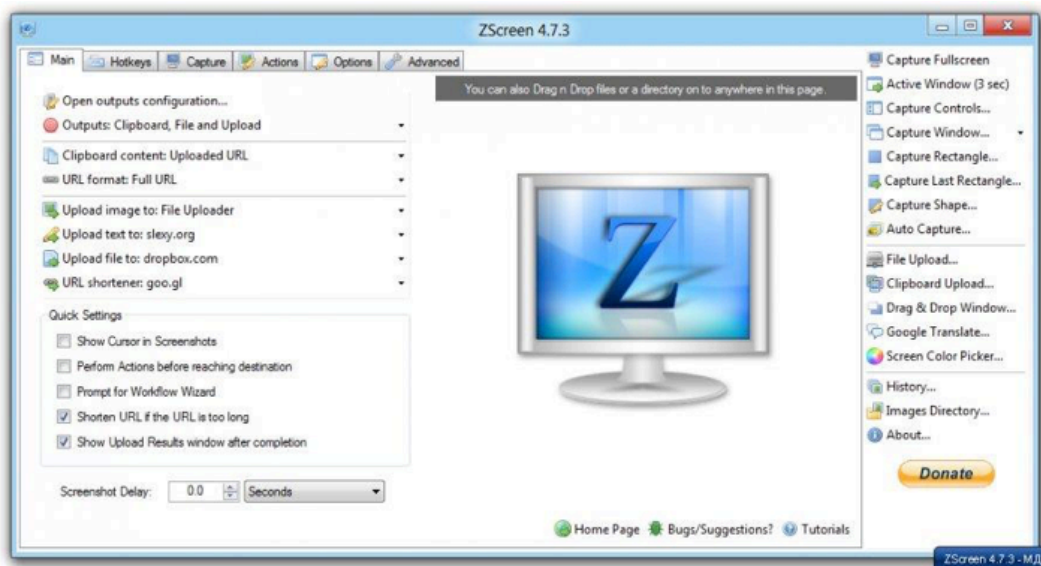 ZScreen 4.7.3
Main Hotkeys Capture Actions Options Advanced
You can also Drag n Drop files or a directory on to anywhere in this page.
Open outputs configuration...
Outputs: Clipboard, File and Upload
Clipboard content: Uploaded URL
URL format: Full URL
Upload image to: File Uploader
Upload text to: slexy.org
Upload file to: dropbox.com
URL shortener: goo.gl
Quick Settings
Show Cursor in Screenshots
Perform Actions before reaching destination
Prompt for Workflow Wizard
Shorten URL if the URL is too long
Show Upload Results window after completion
Screenshot Delay: 0.0 Seconds
Z
Home Page Bugs/Suggestions? Tutorials
Capture Fullscreen
Active Window (3 sec)
Capture Controls...
Capture Window...
Capture Rectangle...
Capture Last Rectangle...
Capture Shape...
Auto Capture...
File Upload...
Clipboard Upload...
Drag & Drop Window...
Google Translate...
Screen Color Picker...
History...
Images Directory...
About...
Donate
ZScreen 4.7.3 -